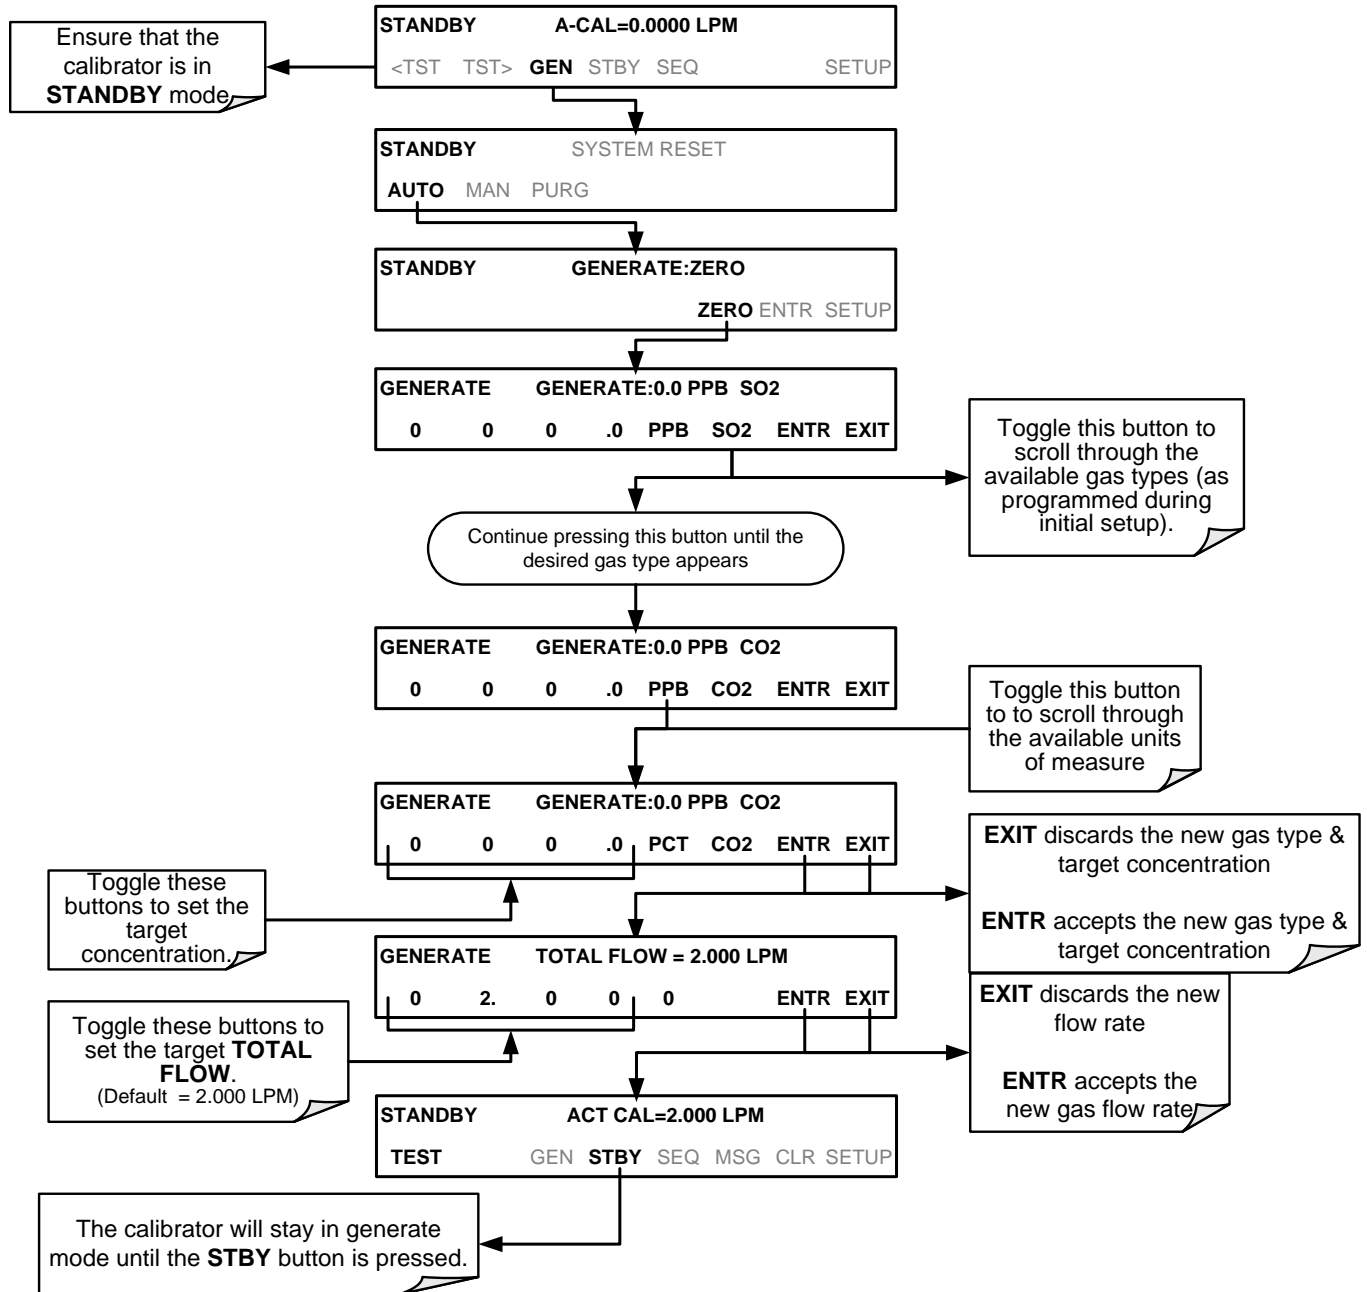 STANDBY A-CAL=0.0000 LPM
<TST TST> GEN STBY SEQ SETUP
Ensure that the
calibrator is in
STANDBY mode
STANDBY SYSTEM RESET
AUTO MAN PURG
STANDBY GENERATE:ZERO
ZERO ENTR SETUP
GENERATE GENERATE:0.0 PPB SO2
0 0 0 .0 PPB SO2 ENTR EXIT
Toggle this button to
scroll through the
available gas types (as
programmed during
initial setup).
Continue pressing this button until the
desired gas type appears
GENERATE GENERATE:0.0 PPB CO2
0 0 0 .0 PPB CO2 ENTR EXIT
Toggle this button
to to scroll through
the available units
of measure
GENERATE GENERATE:0.0 PPB CO2
0 0 0 .0 PCT CO2 ENTR EXIT
EXIT discards the new gas type &
target concentration
ENTR accepts the new gas type &
target concentration
Toggle these
buttons to set the
target
concentration.
GENERATE TOTAL FLOW = 2.000 LPM
0 2. 0 0 0 ENTR EXIT
EXIT discards the new
flow rate
ENTR accepts the
new gas flow rate
Toggle these buttons to
set the target TOTAL
FLOW.
(Default = 2.000 LPM)
STANDBY ACT CAL=2.000 LPM
TEST GEN STBY SEQ MSG CLR SETUP
The calibrator will stay in generate
mode until the STBY button is pressed.